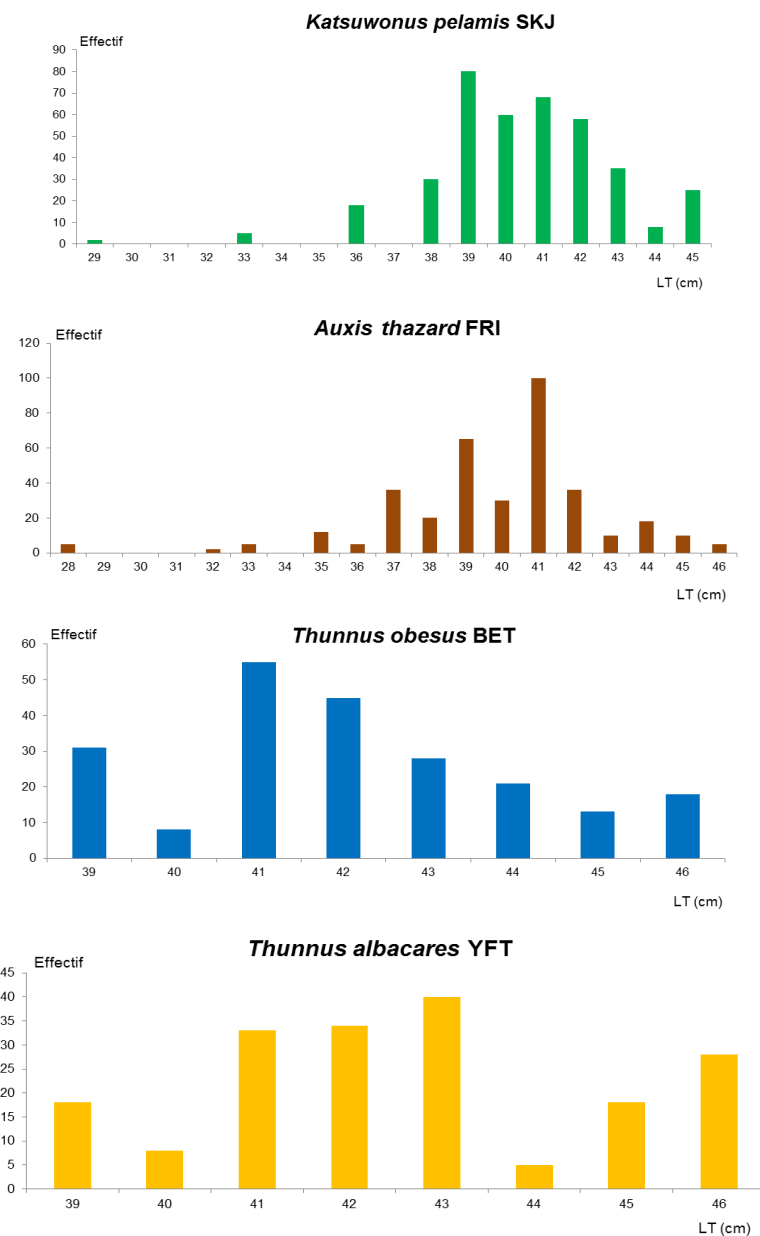 Katsuwonus pelamis SKJ
Effectif
90
80
70
60
50
40
30
20
10
0
29 30 31 32 33 34 35 36 37 38 39 40 41 42 43 44 45
LT (cm)
Auxis thazard FRI
Effectif
120
100
80
60
40
20
0
28 29 30 31 32 33 34 35 36 37 38 39 40 41 42 43 44 45 46
LT (cm)
Thunnus obesus BET
Effectif
60
50
40
30
20
10
0
39 40 41 42 43 44 45 46
LT (cm)
Thunnus albacares YFT
Effectif
45
40
35
30
25
20
15
10
5
0
39 40 41 42 43 44 45 46
LT (cm)